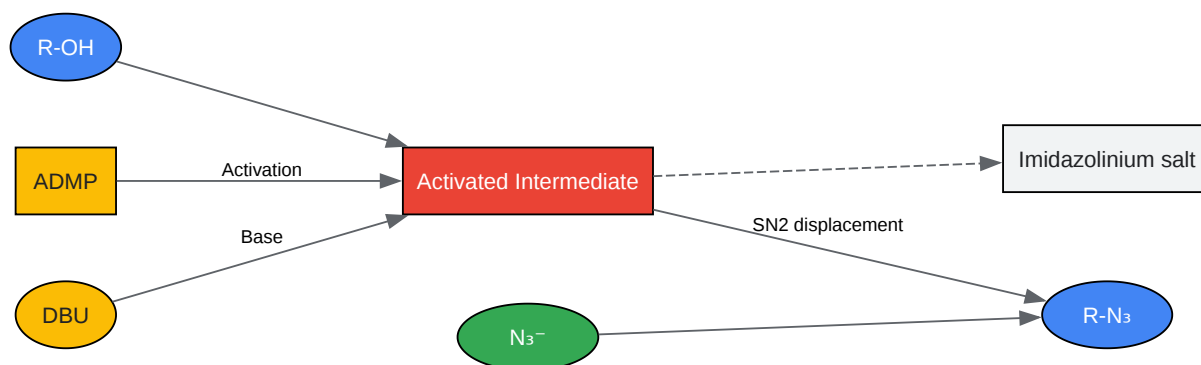 R-OH
ADMP
Activation
Activated Intermediate
Imidazolinium salt
Base
SN2 displacement
DBU
N₃⁻
R-N₃